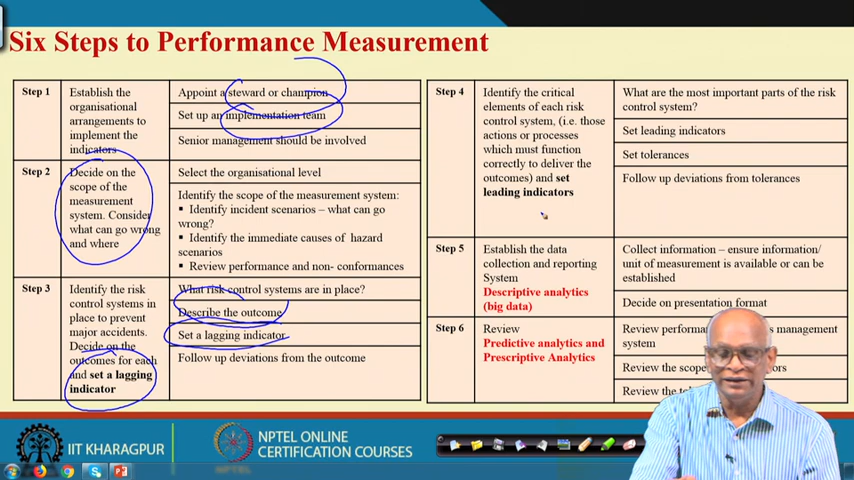 Six Steps to Performance Measurement
Step 1
Establish the
organisational
arrangements to
implement the
indicators
Appoint a steward or champion
Set up an implementation team
Senior management should be involved
Step 2
Decide on the
scope of the
measurement
system. Consider
what can go wrong
and where
Select the organisational level
Identify the scope of the measurement system:
▪ Identify incident scenarios – what can go
wrong?
▪ Identify the immediate causes of hazard
scenarios
▪ Review performance and non- conformances
Step 3
Identify the risk
control systems in
place to prevent
major accidents.
Decide on the
outcomes for each
and set a lagging
indicator
What risk control systems are in place?
Describe the outcome
Set a lagging indicator
Follow up deviations from the outcome
Step 4
Identify the critical
elements of each risk
control system, (i.e. those
actions or processes
which must function
correctly to deliver the
outcomes) and set
leading indicators
What are the most important parts of the risk
control system?
Set leading indicators
Set tolerances
Follow up deviations from tolerances
Step 5
Establish the data
collection and reporting
System
Descriptive analytics
(big data)
Collect information – ensure information/
unit of measurement is available or can be
established
Decide on presentation format
Step 6
Review
Predictive analytics and
Prescriptive Analytics
Review management
system
Review the scope
Review the
IIT KHARAGPUR
NPTEL ONLINE
CERTIFICATION COURSES